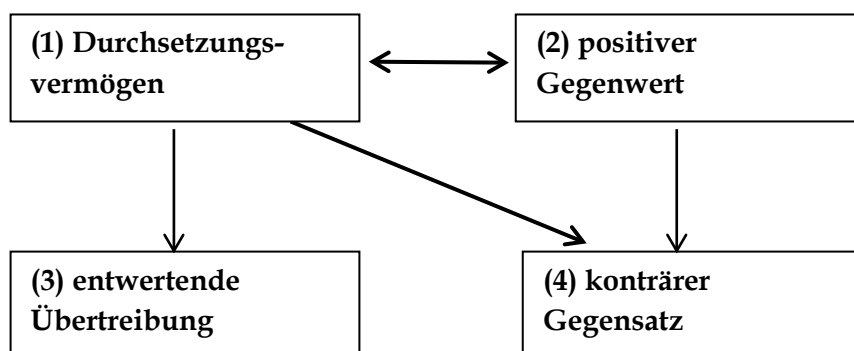 (1) Durchsetzungs-
vermögen
(2) positiver
Gegenwert
(3) entwertende
Übertreibung
(4) konträrer
Gegensatz